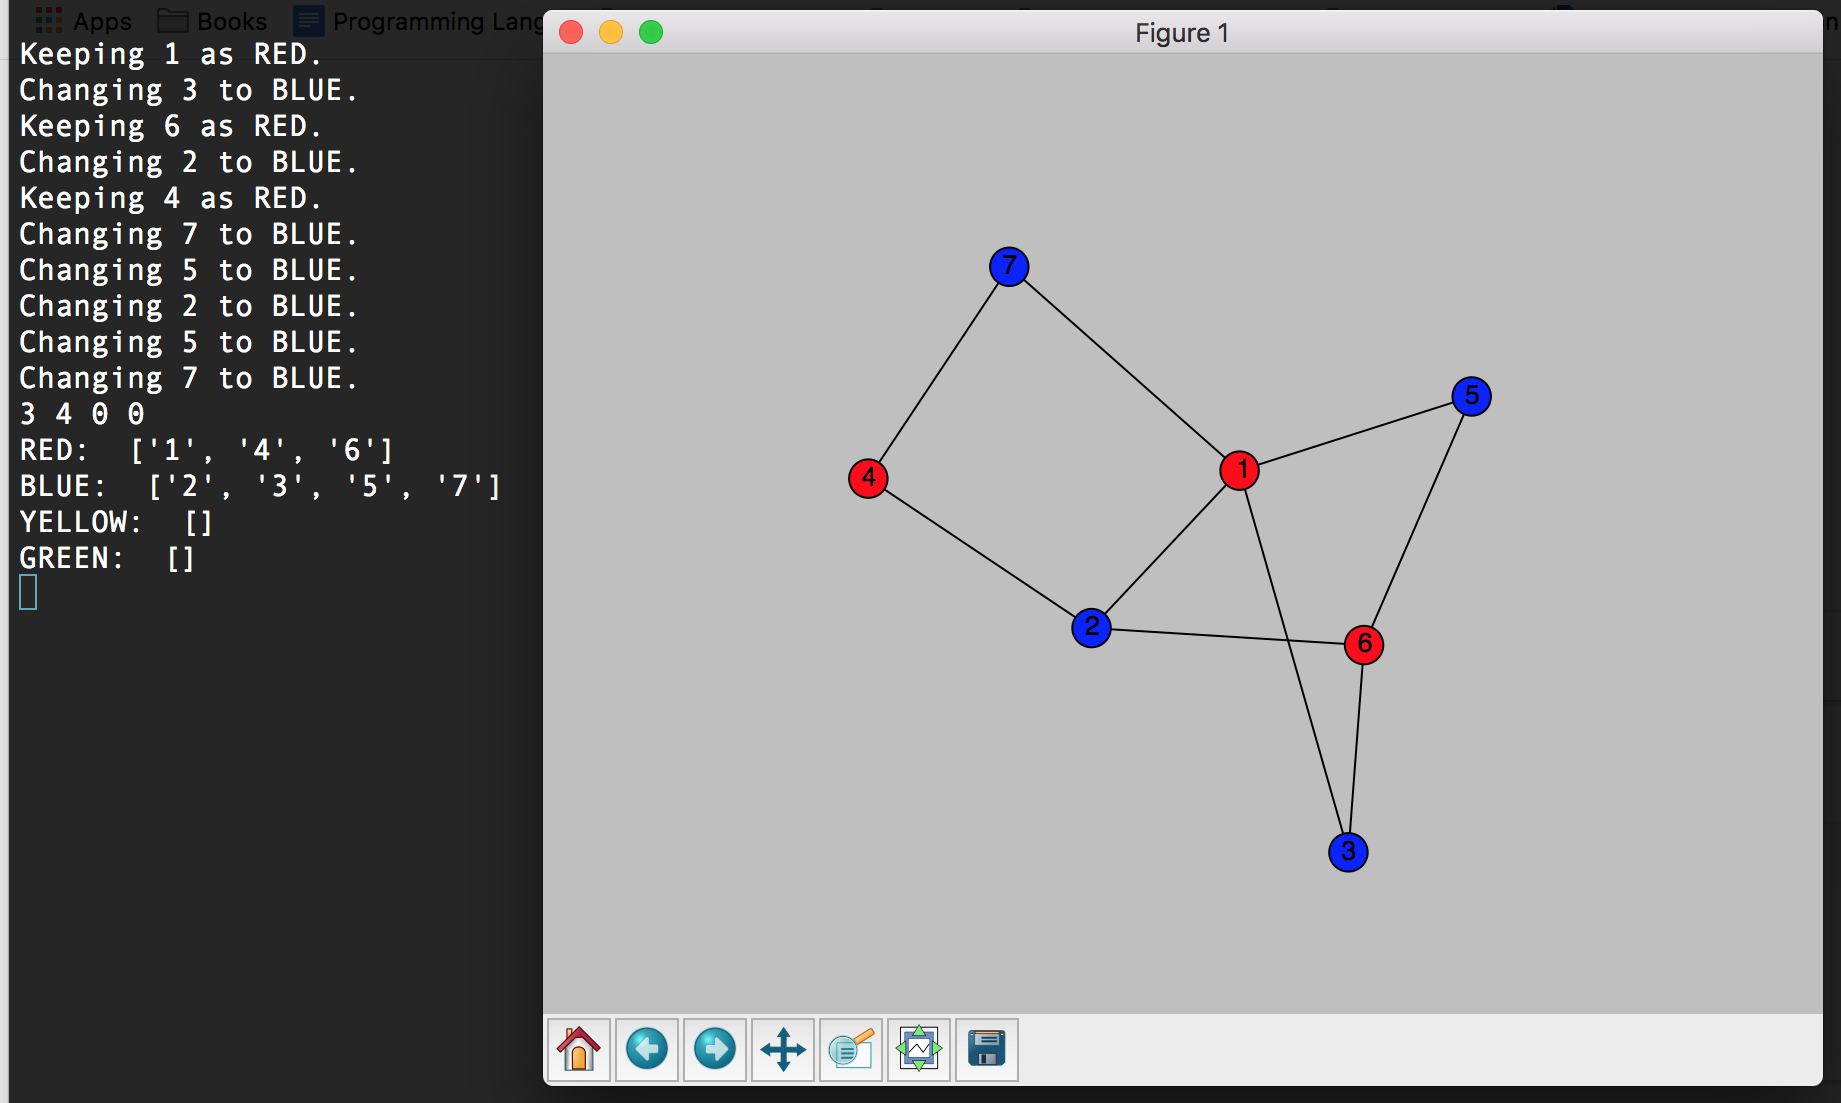 Apps Books Programming Lang
Keeping 1 as RED.
Changing 3 to BLUE.
Keeping 6 as RED.
Changing 2 to BLUE.
Keeping 4 as RED.
Changing 7 to BLUE.
Changing 5 to BLUE.
Changing 2 to BLUE.
Changing 5 to BLUE.
Changing 7 to BLUE.
3 4 0 0
RED:  ['1', '4', '6']
BLUE:  ['2', '3', '5', '7']
YELLOW:  []
GREEN:  []
Figure 1
7
5
1
4
2
6
3